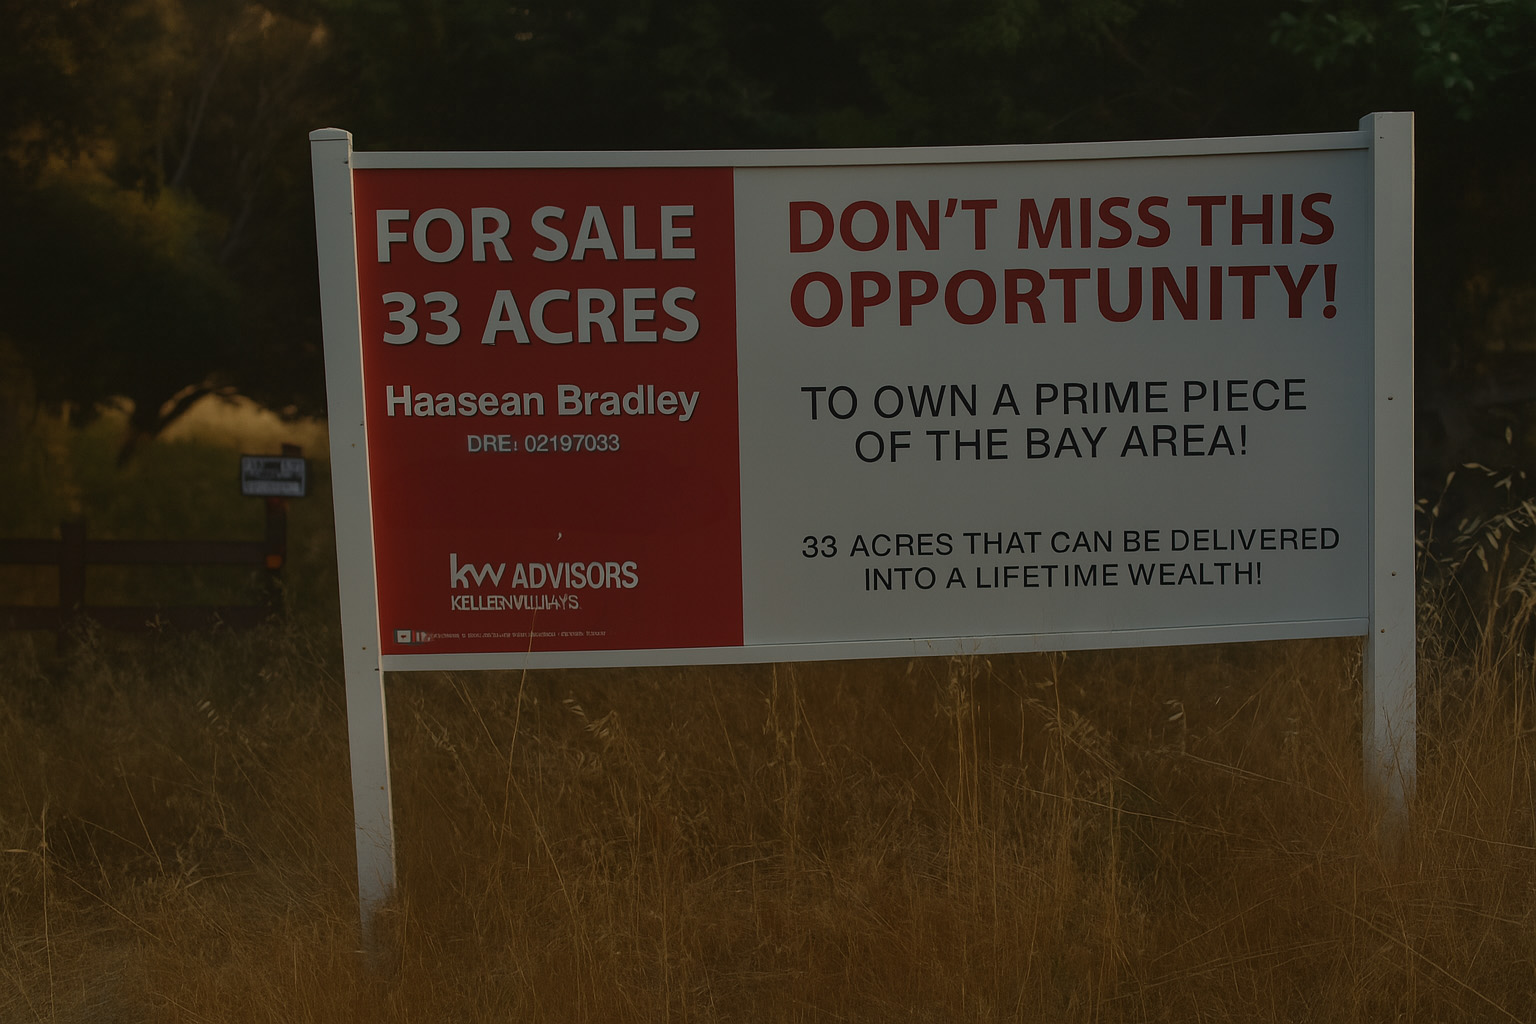 FOR SALE
33 ACRES
Haasean Bradley
DRE: 02197033
kw ADVISORS
DON'T MISS THIS
OPPORTUNITY!
TO OWN A PRIME PIECE
OF THE BAY AREA!
33 ACRES THAT CAN BE DELIVERED
INTO A LIFETIME WEALTH!